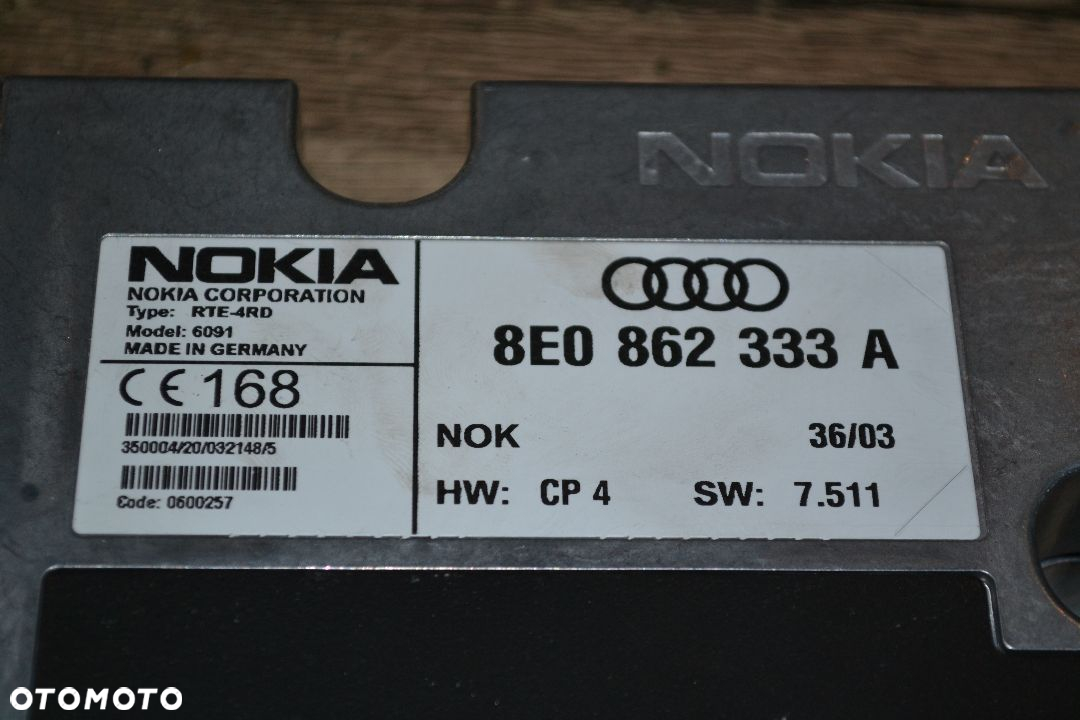 NOKIA
NOKIA
NOKIA CORPORATION
Type: RTE-4RD
Model: 6091
MADE IN GERMANY
CE 168
350004/20/032148/5
Code: 0600257
8E0 862 333 A
NOK 36/03
HW: CP 4 SW: 7.511
OTOMOTO